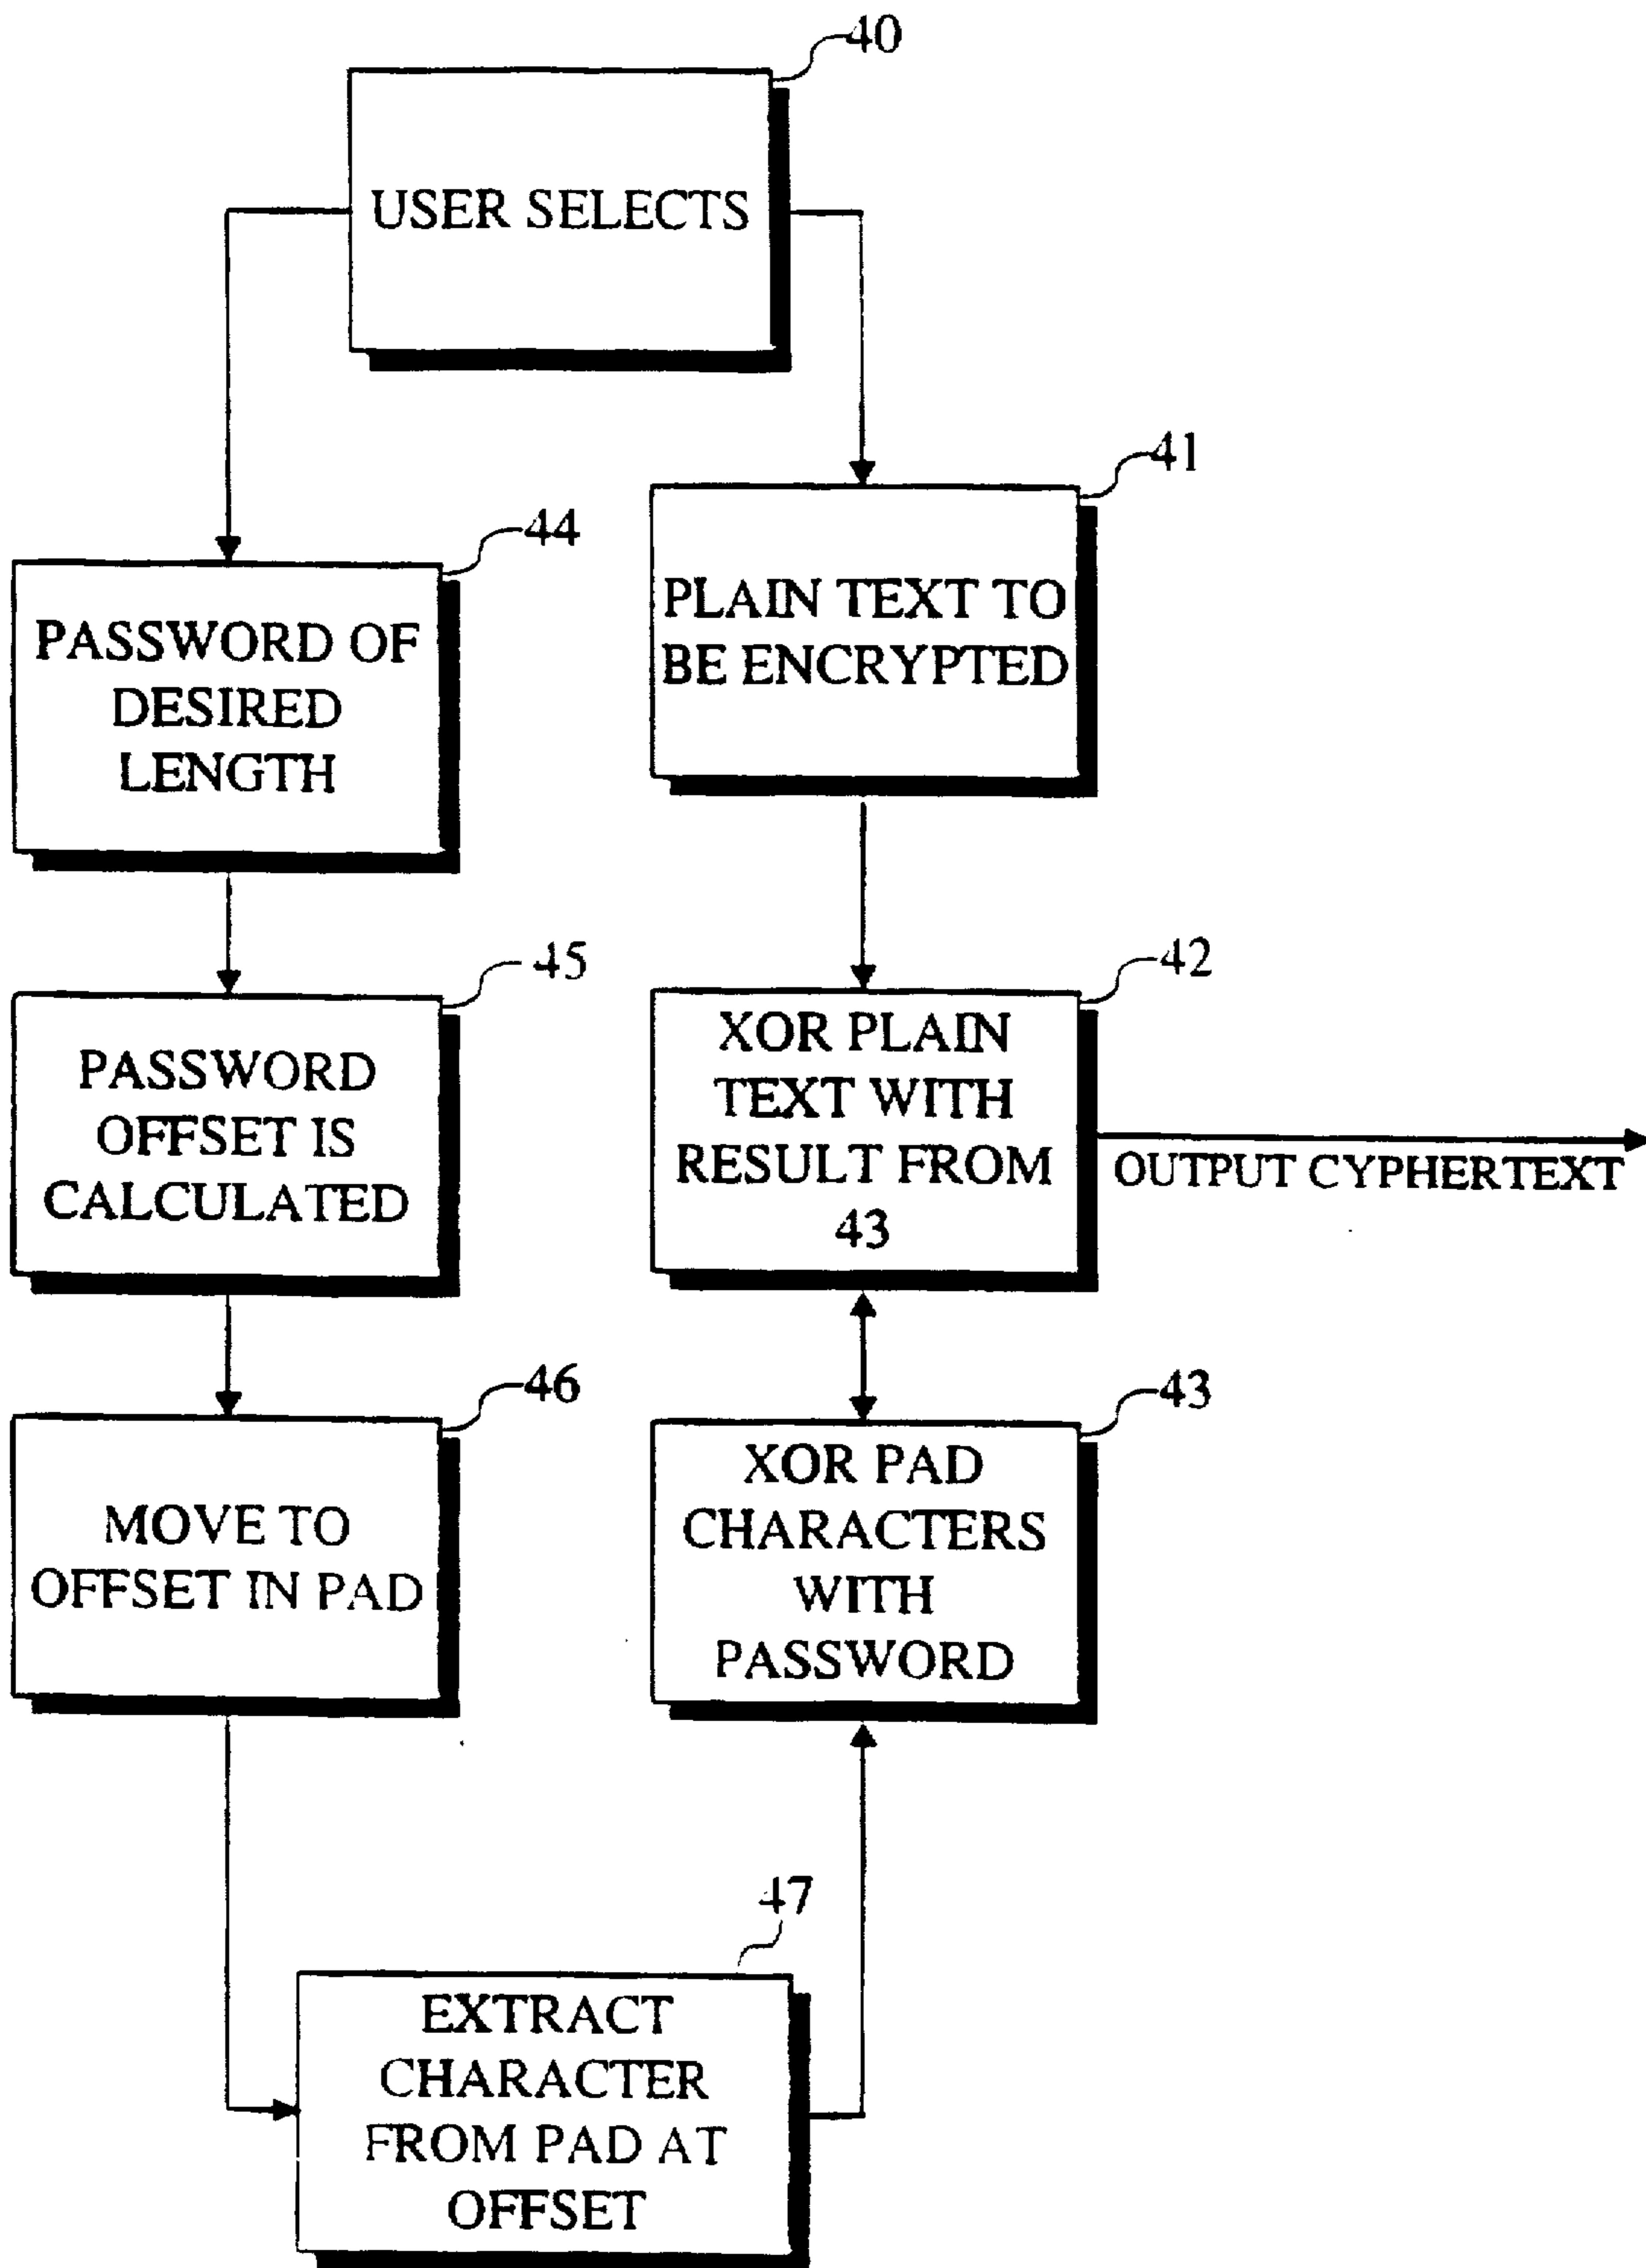 40
USER SELECTS
41
PLAIN TEXT TO
BE ENCRYPTED
44
PASSWORD OF
DESIRED
LENGTH
42
XOR PLAIN
TEXT WITH
RESULT FROM
43
OUTPUT CYPHERTEXT
45
PASSWORD
OFFSET IS
CALCULATED
46
MOVE TO
OFFSET IN PAD
43
XOR PAD
CHARACTERS
WITH
PASSWORD
47
EXTRACT
CHARACTER
FROM PAD AT
OFFSET